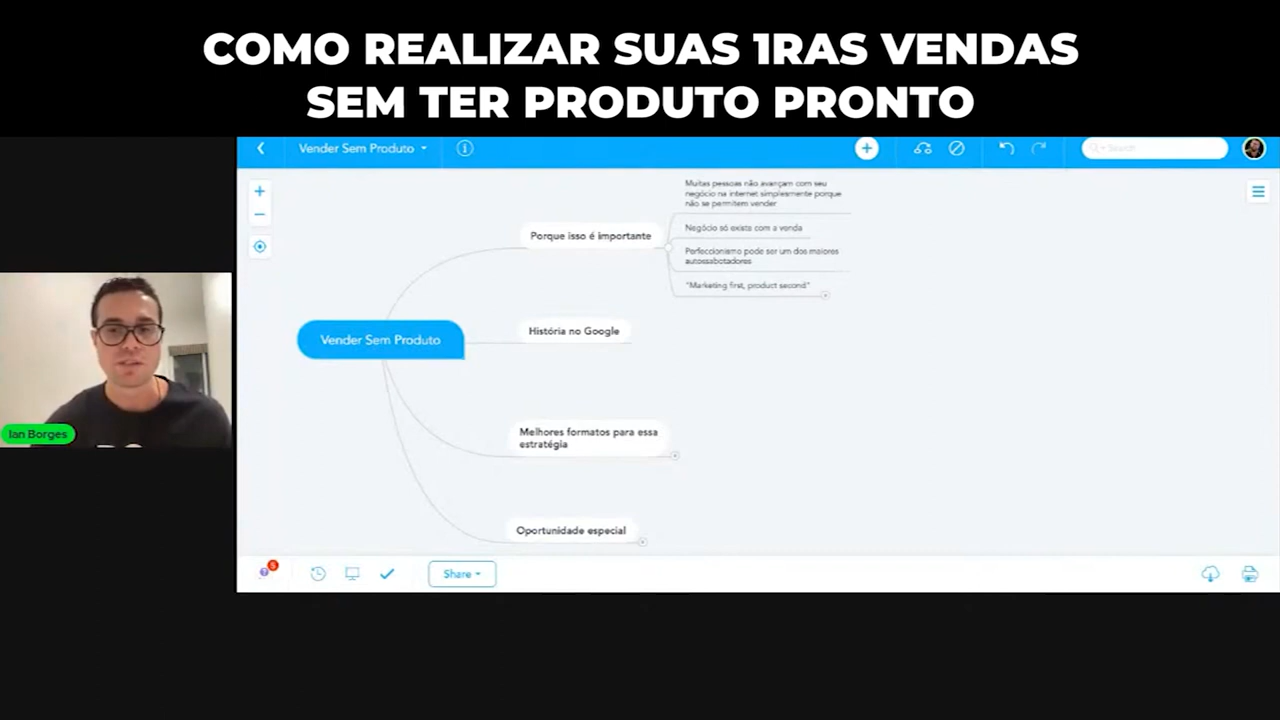 COMO REALIZAR SUAS 1RAS VENDAS
SEM TER PRODUTO PRONTO
Vender Sem Produto
Search
Muitas pessoas não avançam com seu
negócio na internet simplesmente porque
não se permitem vender
Porque isso é importante
Negócio só existe com a venda
Perfeccionismo pode ser um dos maiores
autossabotadores
"Marketing first, product second"
História no Google
Vender Sem Produto
Ian Borges
Melhores formatos para essa
estratégia
Oportunidade especial
5
Share